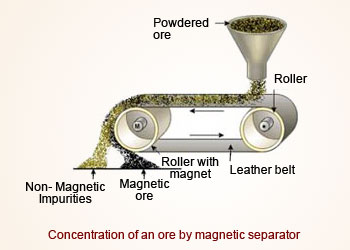 Powdered
ore
Roller
M
Roller with
magnet
Leather belt
Non- Magnetic
Impurities
Magnetic
ore
Concentration of an ore by magnetic separator